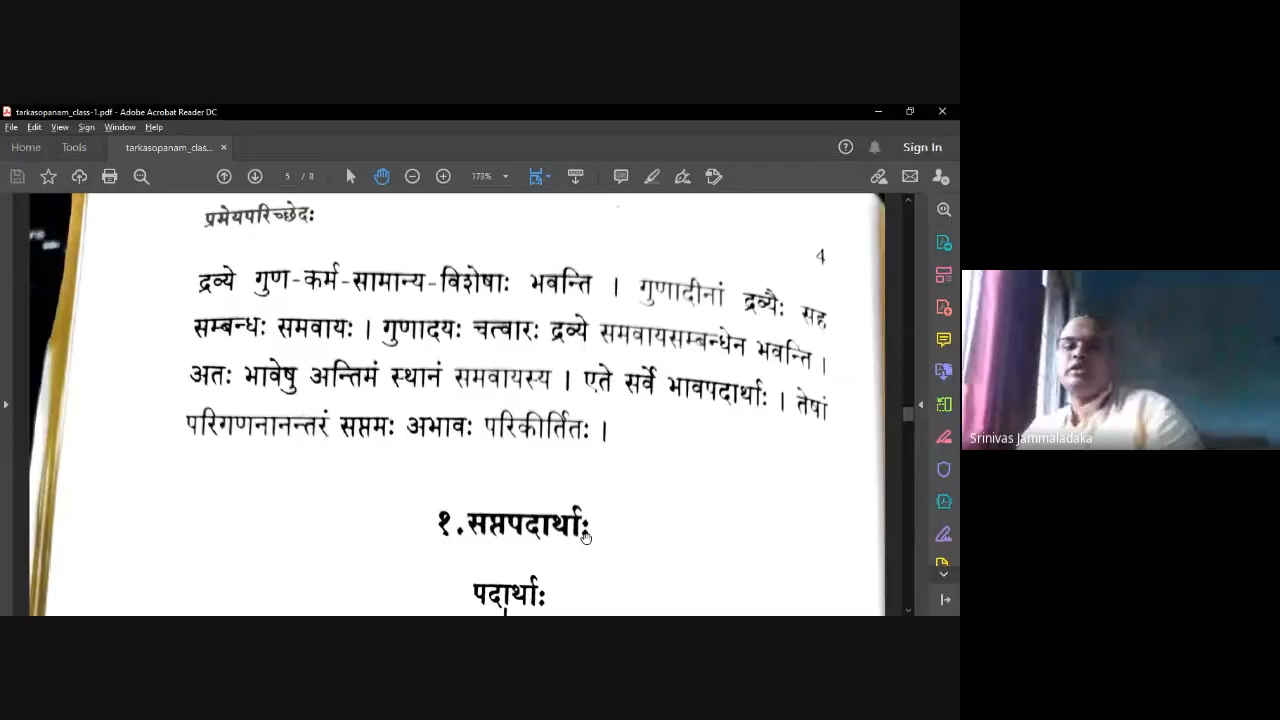 tarkasopanam_class-1.pdf - Adobe Acrobat Reader DC
File Edit View Sign Window Help
Home Tools tarkasopanam_clas... × Sign In
5 / 8 173%
प्रमेयपरिच्छेदः
4
द्रव्ये गुण-कर्म-सामान्य-विशेषाः भवन्ति । गुणादीनां द्रव्यैः सह
सम्बन्धः समवायः । गुणादयः चत्वारः द्रव्ये समवायसम्बन्धेन भवन्ति ।
अतः भावेषु अन्तिमं स्थानं समवायस्य । एते सर्वे भावपदार्थाः । तेषां
परिगणनानन्तरं सप्तमः अभावः परिकीर्तितः ।
१.सप्तपदार्थाः
पदार्थाः
Srinivas Jammaladaka